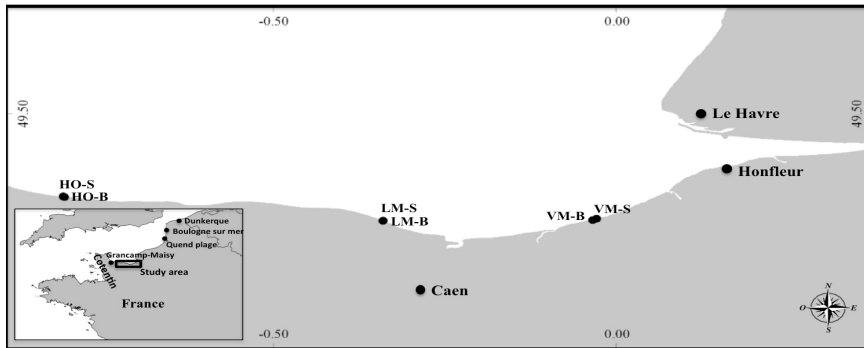 -0.50
0.00
49.50
49.50
Le Havre
Honfleur
HO-S
HO-B
LM-S
LM-B
VM-B
VM-S
Caen
Dunkerque
Boulogne sur mer
Quend plage
Grancamp-Maisy
Study area
Cotentin
France
N
O
E
S
-0.50
0.00